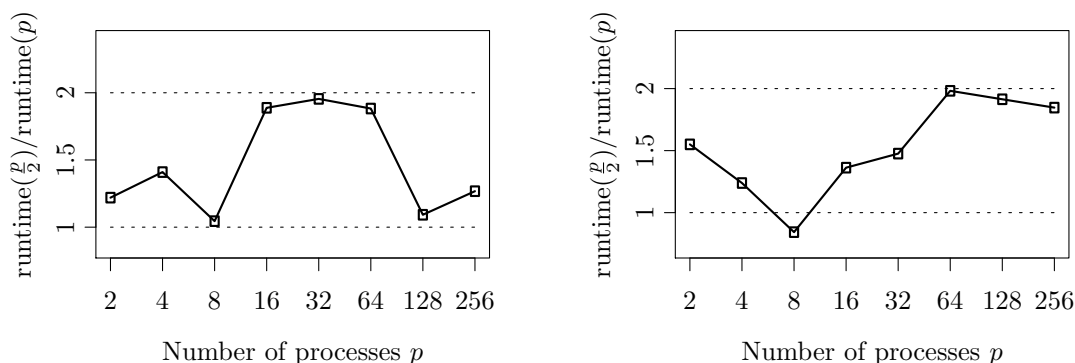 runtime(p/2)/runtime(p)
2
1.5
1
2 4 8 16 32 64 128 256
Number of processes p
runtime(p/2)/runtime(p)
2
1.5
1
2 4 8 16 32 64 128 256
Number of processes p